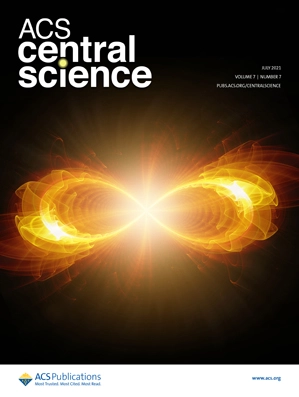 ACS
central
science
JULY 2021
VOLUME 7 | NUMBER 7
PUBS.ACS.ORG/CENTRALSCIENCE
ACS Publications
Most Trusted. Most Cited. Most Read.
www.acs.org